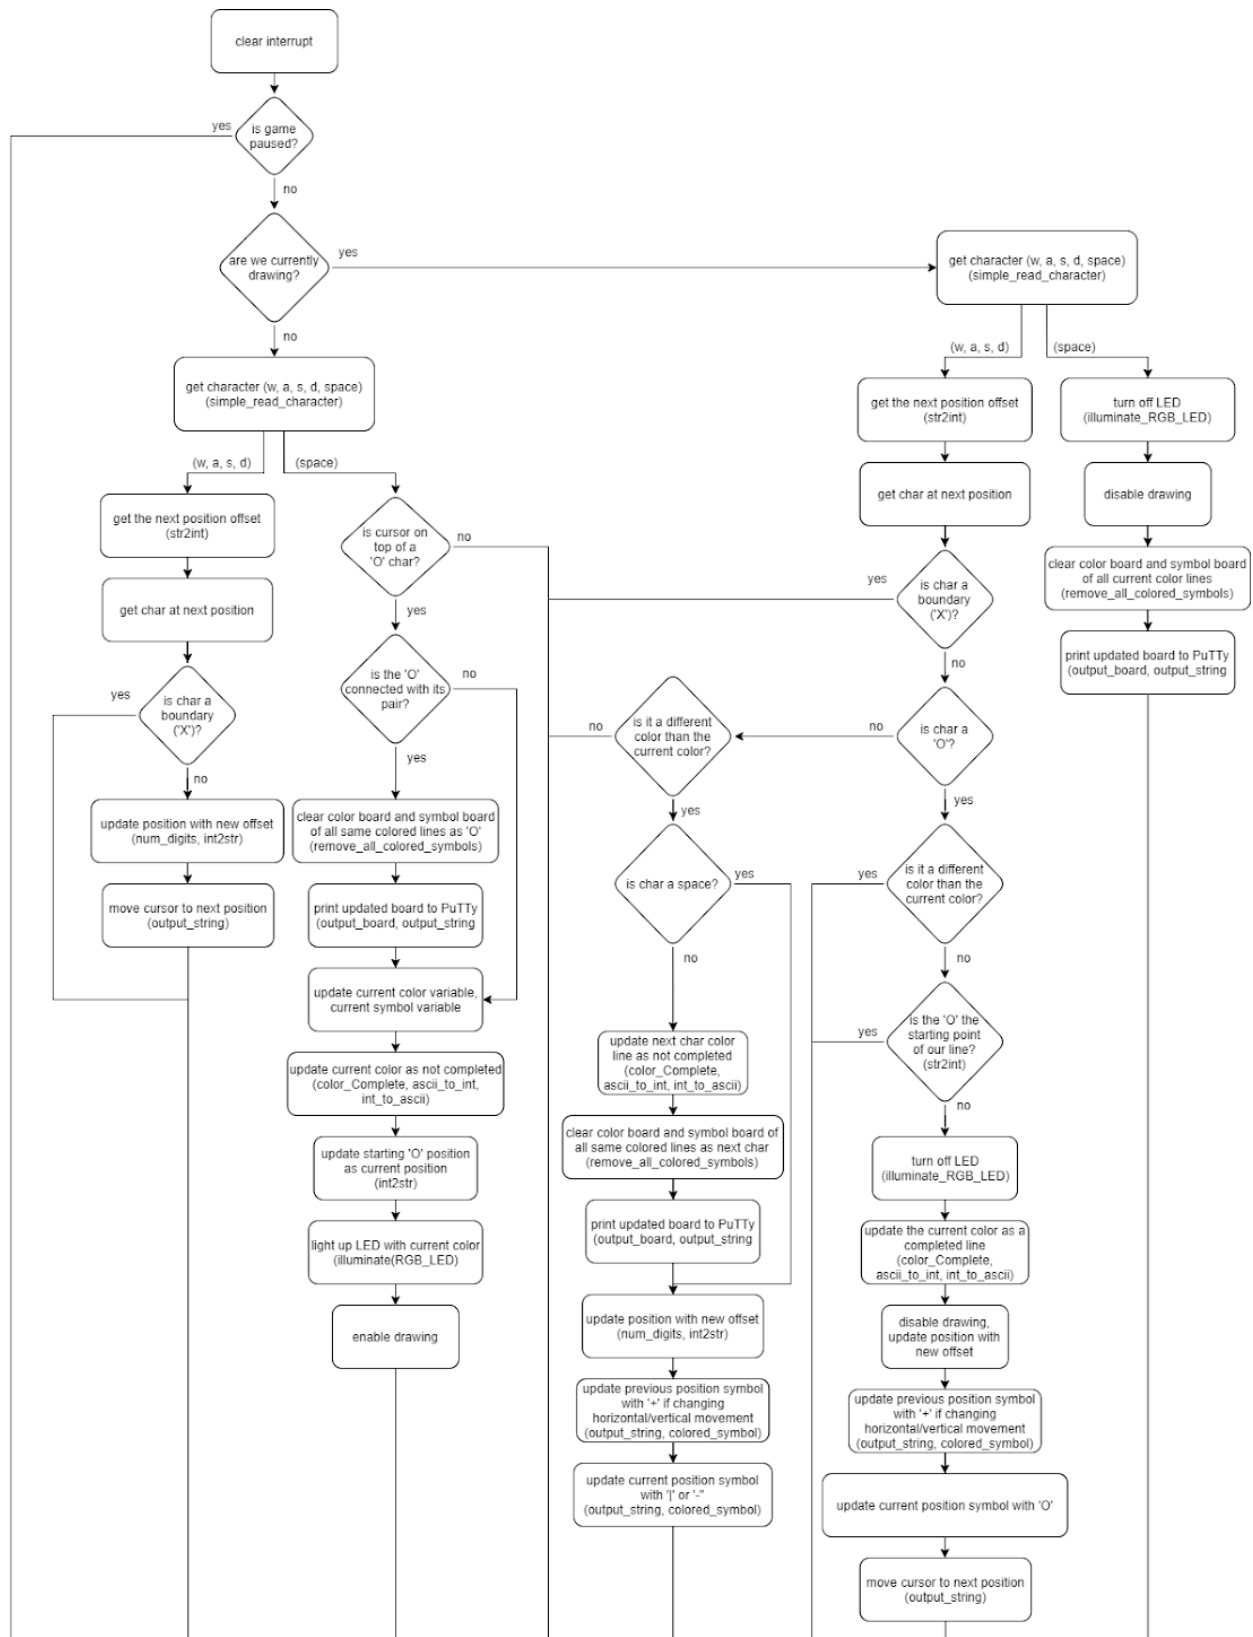 clear interrupt
yes
is game
paused?
no
are we currently
drawing?
yes
no
get character (w, a, s, d, space)
(simple_read_character)
(w, a, s, d)
(space)
get the next position offset
(str2int)
get char at next position
yes
is char a
boundary
('X')?
no
update position with new offset
(num_digits, int2str)
move cursor to next position
(output_string)
is cursor on
top of a
'O' char?
no
yes
is the 'O'
connected with its
pair?
no
yes
clear color board and symbol board
of all same colored lines as 'O'
(remove_all_colored_symbols)
print updated board to PuTTy
(output_board, output_string
update current color variable,
current symbol variable
update current color as not completed
(color_Complete, ascii_to_int,
int_to_ascii)
update starting 'O' position
as current position
(int2str)
light up LED with current color
(illuminate(RGB_LED)
enable drawing
get character (w, a, s, d, space)
(simple_read_character)
(w, a, s, d)
(space)
get the next position offset
(str2int)
get char at next position
yes
is char a
boundary
('X')?
no
is char a
'O'?
no
yes
is it a different
color than the
current color?
no
yes
is char a space?
yes
no
update next char color
line as not completed
(color_Complete,
ascii_to_int, int_to_ascii)
clear color board and symbol board of
all same colored lines as next char
(remove_all_colored_symbols)
print updated board to PuTTy
(output_board, output_string
update position with new offset
(num_digits, int2str)
update previous position symbol
with '+' if changing
horizontal/vertical movement
(output_string, colored_symbol)
update current position symbol
with '|' or '-"
(output_string, colored_symbol)
yes
is it a different
color than the
current color?
no
yes
is the 'O' the
starting point
of our line?
(str2int)
no
turn off LED
(illuminate_RGB_LED)
update the current color as a
completed line
(color_Complete,
ascii_to_int, int_to_ascii)
disable drawing,
update position with
new offset
update previous position symbol
with '+' if changing
horizontal/vertical movement
(output_string, colored_symbol)
update current position symbol with 'O'
move cursor to next position
(output_string)
turn off LED
(illuminate_RGB_LED)
disable drawing
clear color board and symbol board
of all current color lines
(remove_all_colored_symbols)
print updated board to PuTTy
(output_board, output_string